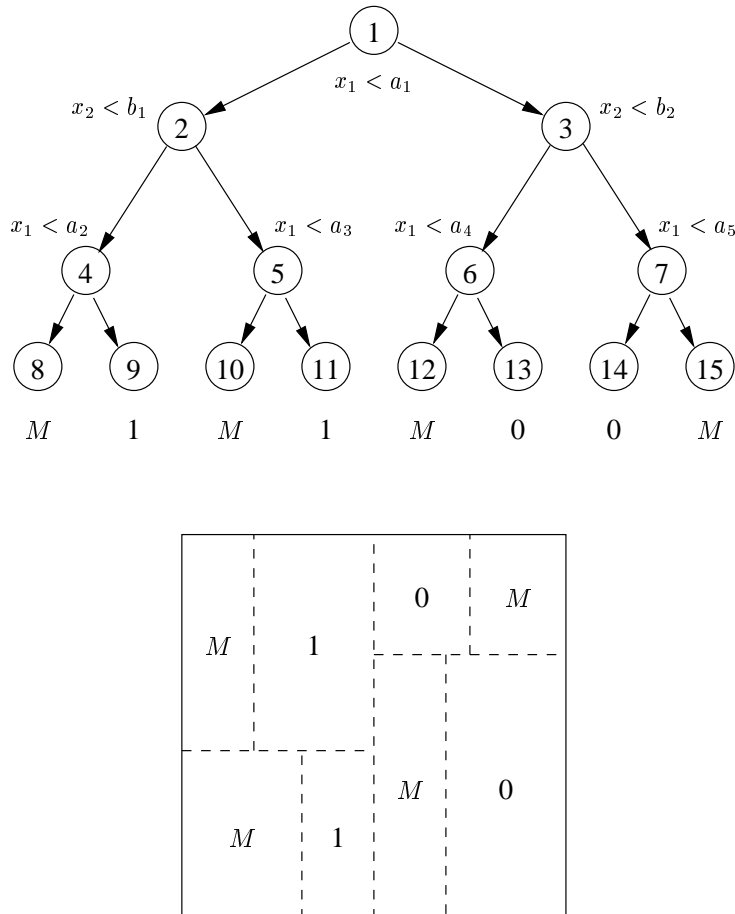 1
x₁ < a₁
x₂ < b₁ 2 3 x₂ < b₂
x₁ < a₂ x₁ < a₃ x₁ < a₄ x₁ < a₅
4 5 6 7
8 9 10 11 12 13 14 15
M 1 M 1 M 0 0 M
0 M
M 1
M 0
M 1